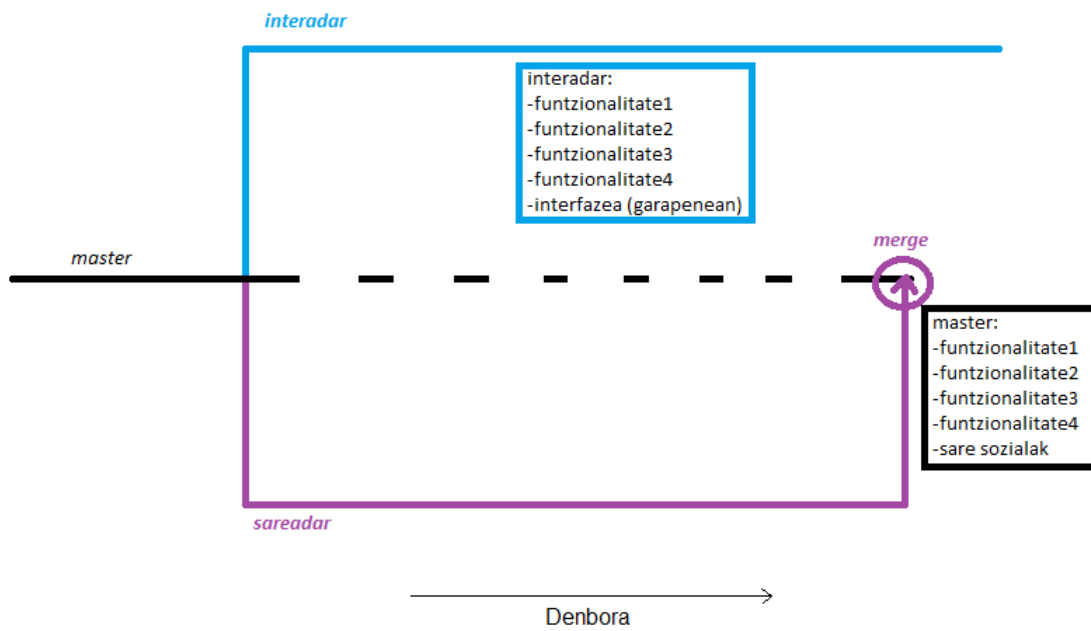 interadar
interadar:
-funtzionalitate1
-funtzionalitate2
-funtzionalitate3
-funtzionalitate4
-interfazea (garapenean)
master
merge
master:
-funtzionalitate1
-funtzionalitate2
-funtzionalitate3
-funtzionalitate4
-sare sozialak
sareadar
Denbora